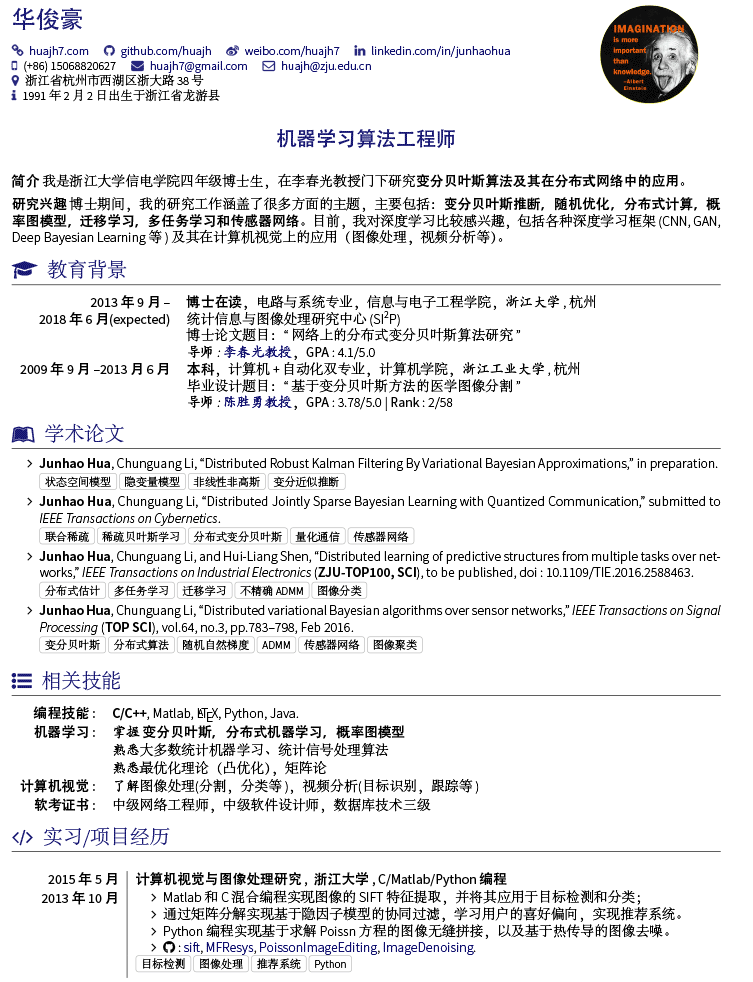 华俊豪
huajh7.com github.com/huajh weibo.com/huajh7 linkedin.com/in/junhaohua
(+86) 15068820627 huajh7@gmail.com huajh@zju.edu.cn
浙江省杭州市西湖区浙大路 38 号
1991 年 2 月 2 日出生于浙江省龙游县
IMAGINATION
is more
important
than
knowledge.
-Albert
Einstein
机器学习算法工程师
简介 我是浙江大学信电学院四年级博士生，在李春光教授门下研究变分贝叶斯算法及其在分布式网络中的应用。
研究兴趣 博士期间，我的研究工作涵盖了很多方面的主题，主要包括：变分贝叶斯推断，随机优化，分布式计算，概
率图模型，迁移学习，多任务学习和传感器网络。目前，我对深度学习比较感兴趣，包括各种深度学习框架 (CNN, GAN,
Deep Bayesian Learning 等 ) 及其在计算机视觉上的应用（图像处理，视频分析等）。
教育背景
2013 年 9 月 – 博士在读，电路与系统专业，信息与电子工程学院，浙江大学 , 杭州
2018 年 6 月(expected) 统计信息与图像处理研究中心 (SI²P)
博士论文题目：“ 网络上的分布式变分贝叶斯算法研究 ”
导师 : 李春光教授，GPA : 4.1/5.0
2009 年 9 月 –2013 月 6 月 本科，计算机 + 自动化双专业，计算机学院，浙江工业大学 , 杭州
毕业设计题目：“ 基于变分贝叶斯方法的医学图像分割 ”
导师 : 陈胜勇教授，GPA : 3.78/5.0 | Rank : 2/58
学术论文
Junhao Hua, Chunguang Li, “Distributed Robust Kalman Filtering By Variational Bayesian Approximations,” in preparation.
状态空间模型 隐变量模型 非线性非高斯 变分近似推断
Junhao Hua, Chunguang Li, “Distributed Jointly Sparse Bayesian Learning with Quantized Communication,” submitted to
IEEE Transactions on Cybernetics.
联合稀疏 稀疏贝叶斯学习 分布式变分贝叶斯 量化通信 传感器网络
Junhao Hua, Chunguang Li, and Hui-Liang Shen, “Distributed learning of predictive structures from multiple tasks over net-
works,” IEEE Transactions on Industrial Electronics (ZJU-TOP100, SCI), to be published, doi : 10.1109/TIE.2016.2588463.
分布式估计 多任务学习 迁移学习 不精确 ADMM 图像分类
Junhao Hua, Chunguang Li, “Distributed variational Bayesian algorithms over sensor networks,” IEEE Transactions on Signal
Processing (TOP SCI), vol.64, no.3, pp.783–798, Feb 2016.
变分贝叶斯 分布式算法 随机自然梯度 ADMM 传感器网络 图像聚类
相关技能
编程技能 : C/C++, Matlab, LATEX, Python, Java.
机器学习 : 掌握 变分贝叶斯，分布式机器学习，概率图模型
熟悉大多数统计机器学习、统计信号处理算法
熟悉最优化理论（凸优化），矩阵论
计算机视觉 : 了解图像处理(分割，分类等)，视频分析(目标识别，跟踪等)
软考证书 : 中级网络工程师，中级软件设计师，数据库技术三级
实习/项目经历
2015 年 5 月 计算机视觉与图像处理研究，浙江大学 , C/Matlab/Python 编程
2013 年 10 月 Matlab 和 C 混合编程实现图像的 SIFT 特征提取，并将其应用于目标检测和分类；
通过矩阵分解实现基于隐因子模型的协同过滤，学习用户的喜好偏向，实现推荐系统。
Python 编程实现基于求解 Poissn 方程的图像无缝拼接，以及基于热传导的图像去噪。
: sift, MFResys, PoissonImageEditing, ImageDenoising.
目标检测 图像处理 推荐系统 Python